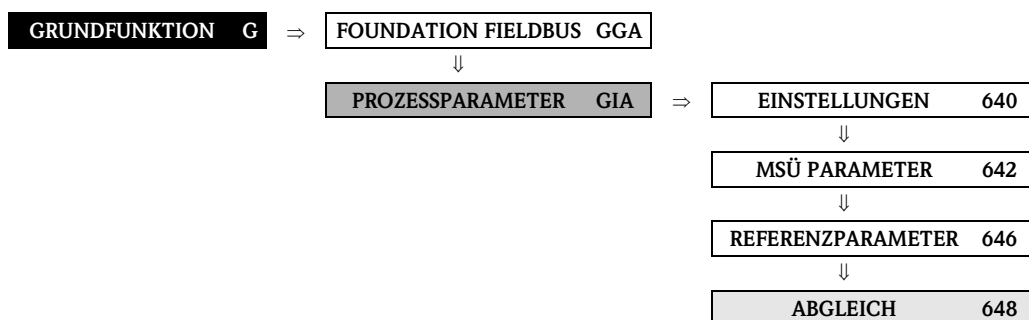 GRUNDFUNKTION G ⇒ FOUNDATION FIELDBUS GGA
⇓
PROZESSPARAMETER GIA ⇒ EINSTELLUNGEN 640
⇓
MSÜ PARAMETER 642
⇓
REFERENZPARAMETER 646
⇓
ABGLEICH 648